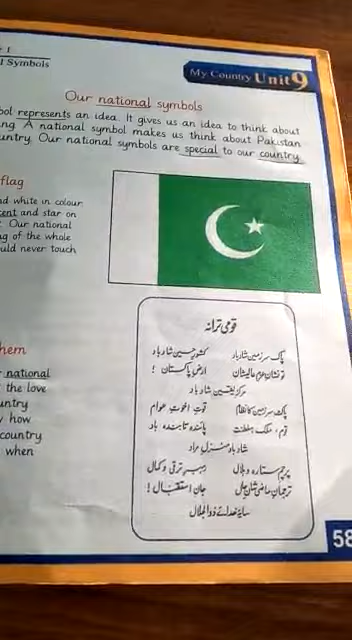 l Symbols
My Country Unit 9
Our national symbols
bol represents an idea. It gives us an idea to think about
ng. A national symbol makes us think about Pakistan
untry. Our national symbols are special to our country.
flag
nd white in colour
cent and star on
. Our national
ng of the whole
uld never touch
hem
national
the love
untry
how
country
when
قومی ترانہ
پاک سرزمین شاد باد کشورِ حسین شاد باد
تو نشانِ عزمِ عالیشان ارضِ پاکستان !
مرکزِ یقین شاد باد
پاک سرزمین کا نظام قوتِ اخوتِ عوام
قوم، ملک، سلطنت پائندہ تابندہ باد
شاد باد منزلِ مراد
پرچمِ ستارہ و ہلال رہبرِ ترقی و کمال
ترجمانِ ماضی شانِ حال جانِ استقبال !
سایۂ خدائے ذوالجلال
58